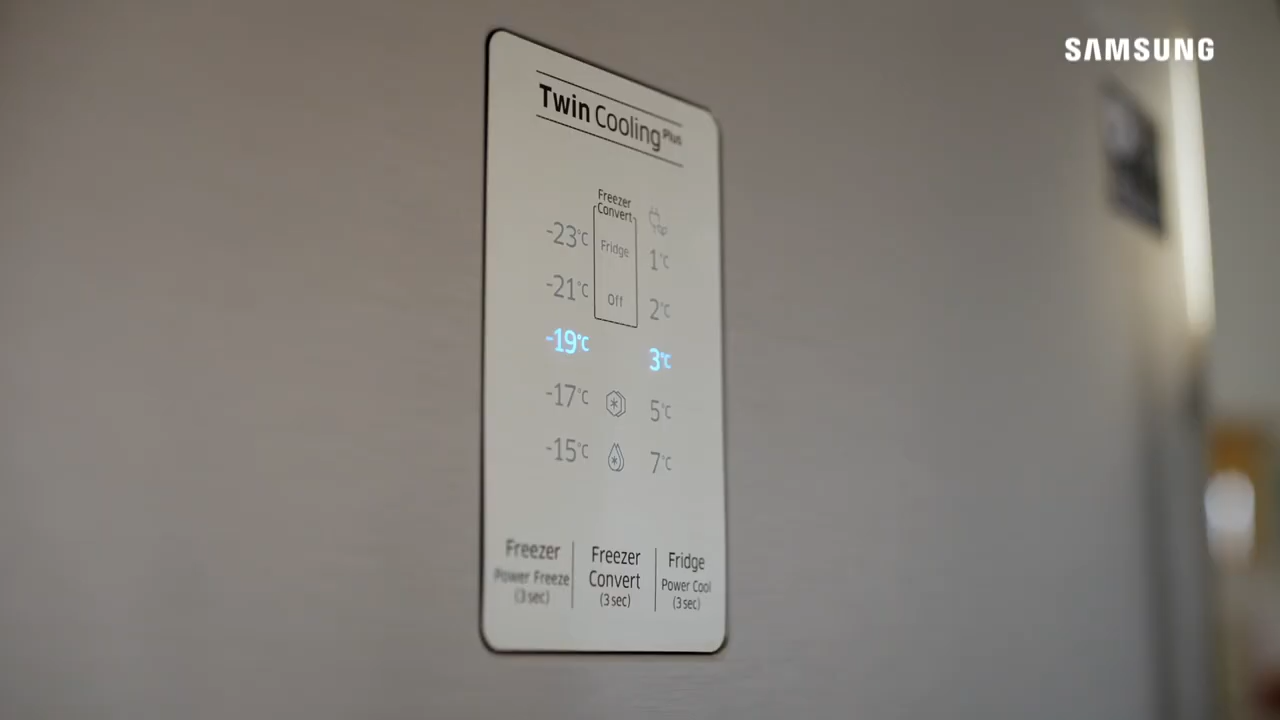 SAMSUNG
Twin Cooling Plus
Freezer
Convert
-23°C
Fridge
1°C
-21°C
Off
2°C
-19°C
3°C
-17°C
5°C
-15°C
7°C
Freezer
Power Freeze
(3 sec)
Freezer
Convert
(3 sec)
Fridge
Power Cool
(3 sec)